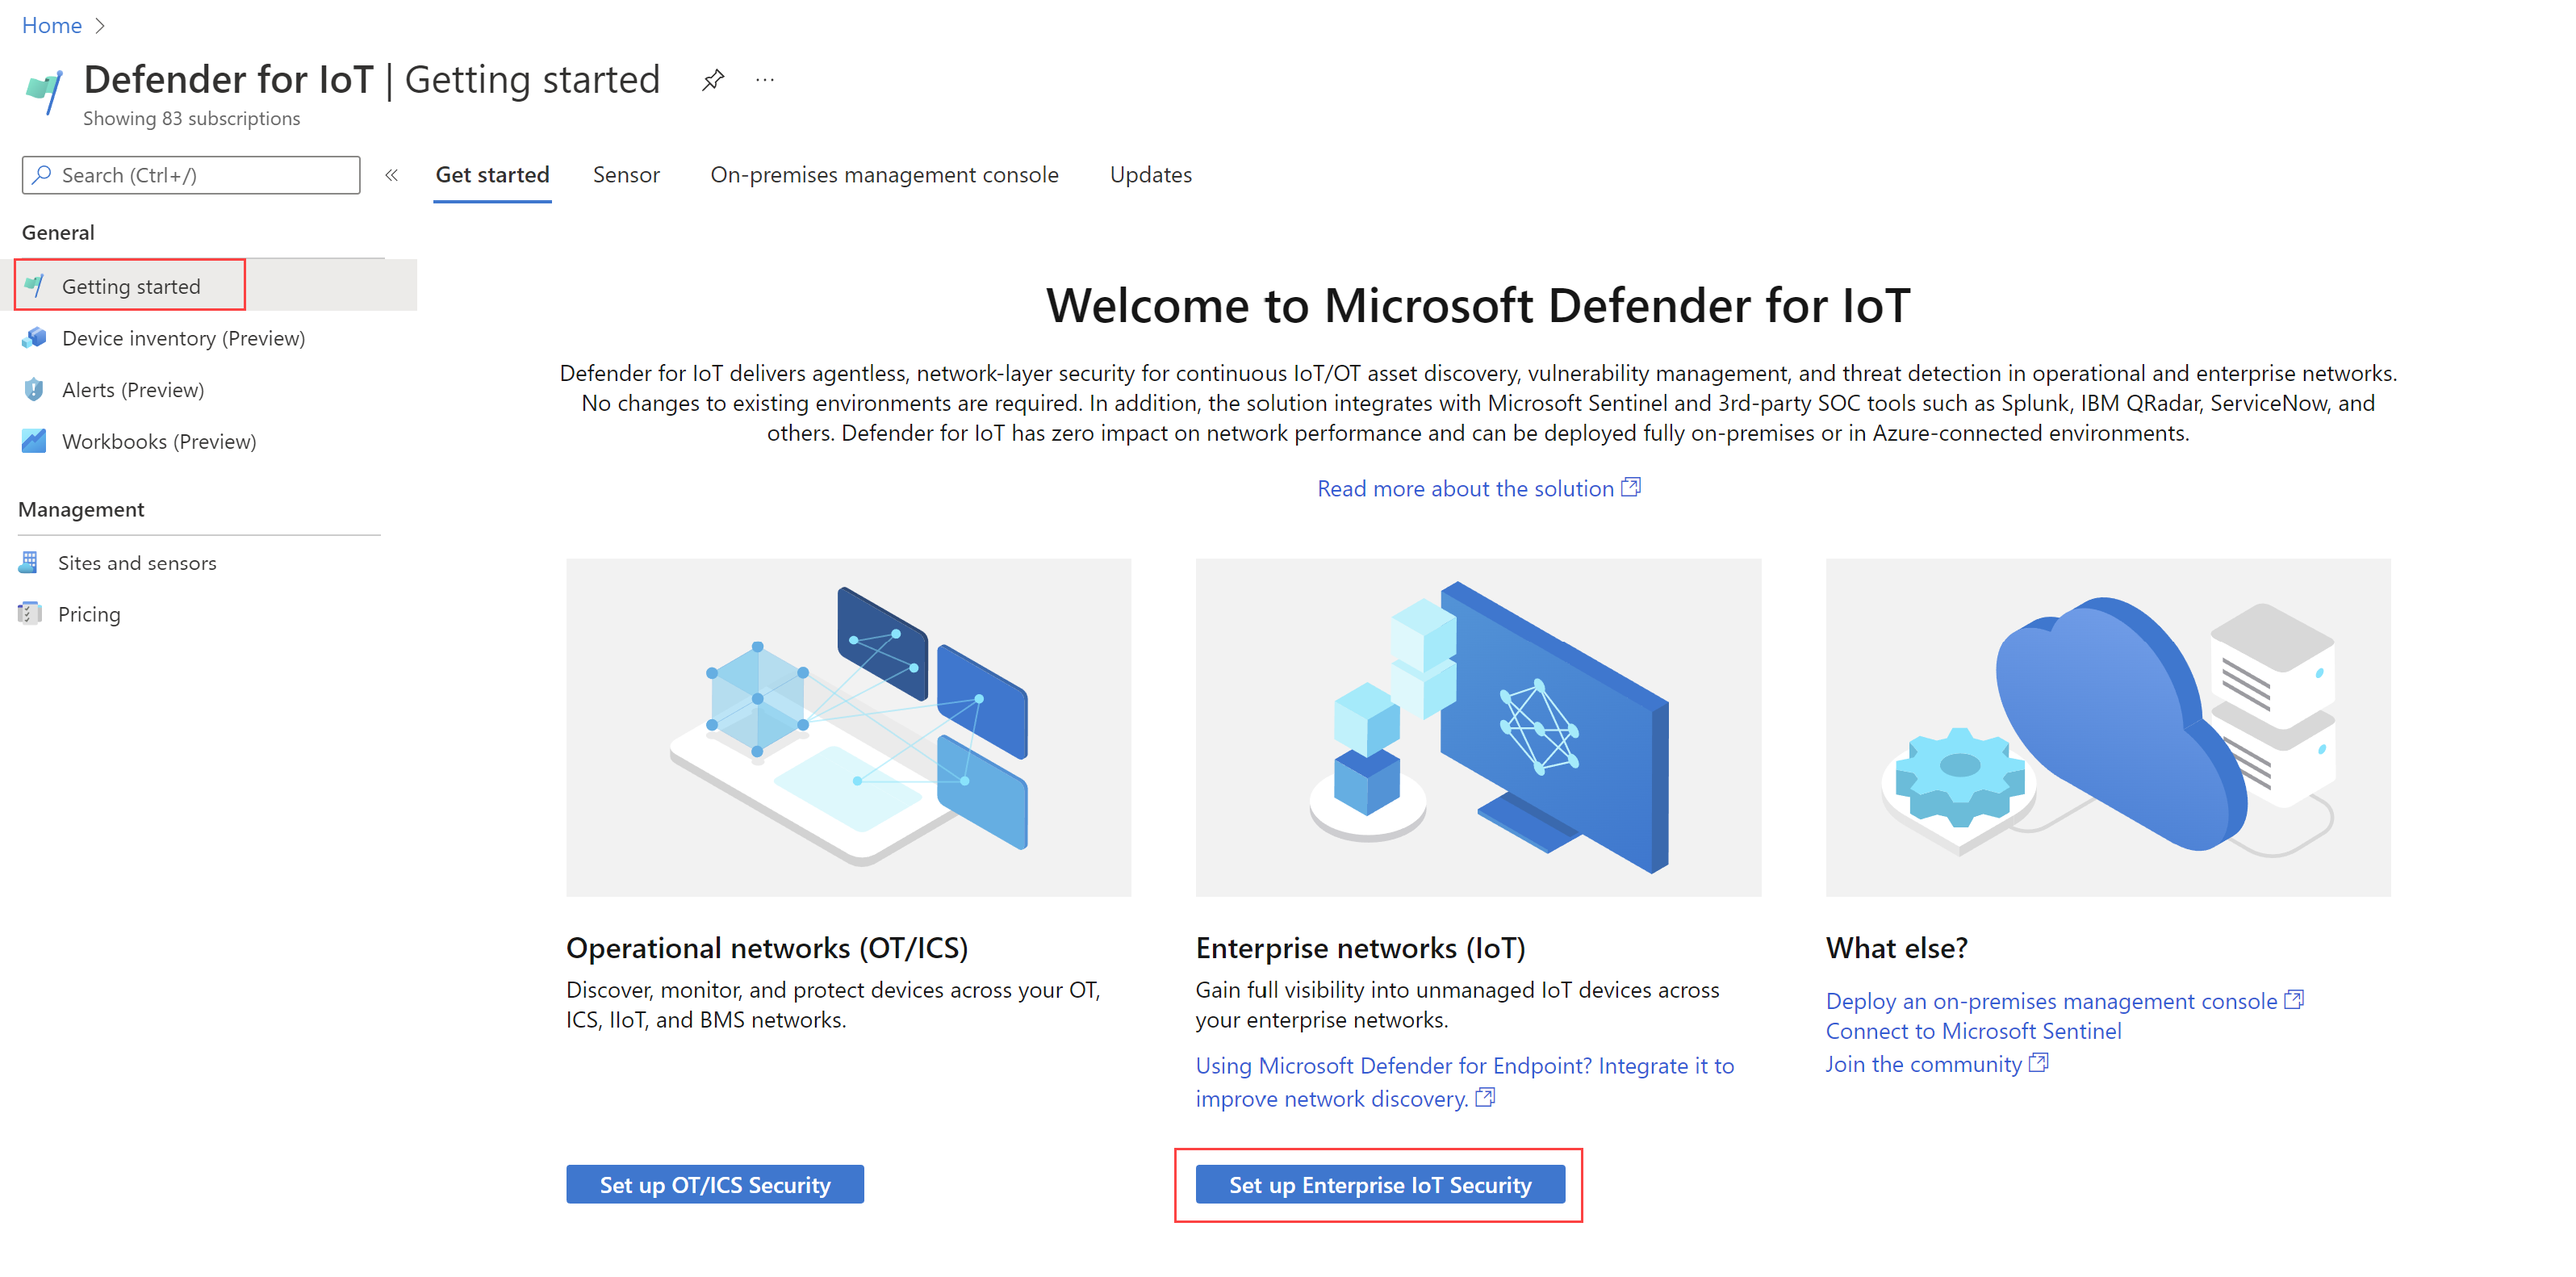 Home
Defender for IoT | Getting started
Showing 83 subscriptions
Search (Ctrl+/)
General
Getting started
Device inventory (Preview)
Alerts (Preview)
Workbooks (Preview)
Management
Sites and sensors
Pricing
Get started
Sensor
On-premises management console
Updates
Welcome to Microsoft Defender for IoT
Defender for IoT delivers agentless, network-layer security for continuous IoT/OT asset discovery, vulnerability management, and threat detection in operational and enterprise networks.
No changes to existing environments are required. In addition, the solution integrates with Microsoft Sentinel and 3rd-party SOC tools such as Splunk, IBM QRadar, ServiceNow, and
others. Defender for IoT has zero impact on network performance and can be deployed fully on-premises or in Azure-connected environments.
Read more about the solution
Operational networks (OT/ICS)
Discover, monitor, and protect devices across your OT,
ICS, IIoT, and BMS networks.
Set up OT/ICS Security
Enterprise networks (IoT)
Gain full visibility into unmanaged IoT devices across
your enterprise networks.
Using Microsoft Defender for Endpoint? Integrate it to
improve network discovery.
Set up Enterprise IoT Security
What else?
Deploy an on-premises management console
Connect to Microsoft Sentinel
Join the community